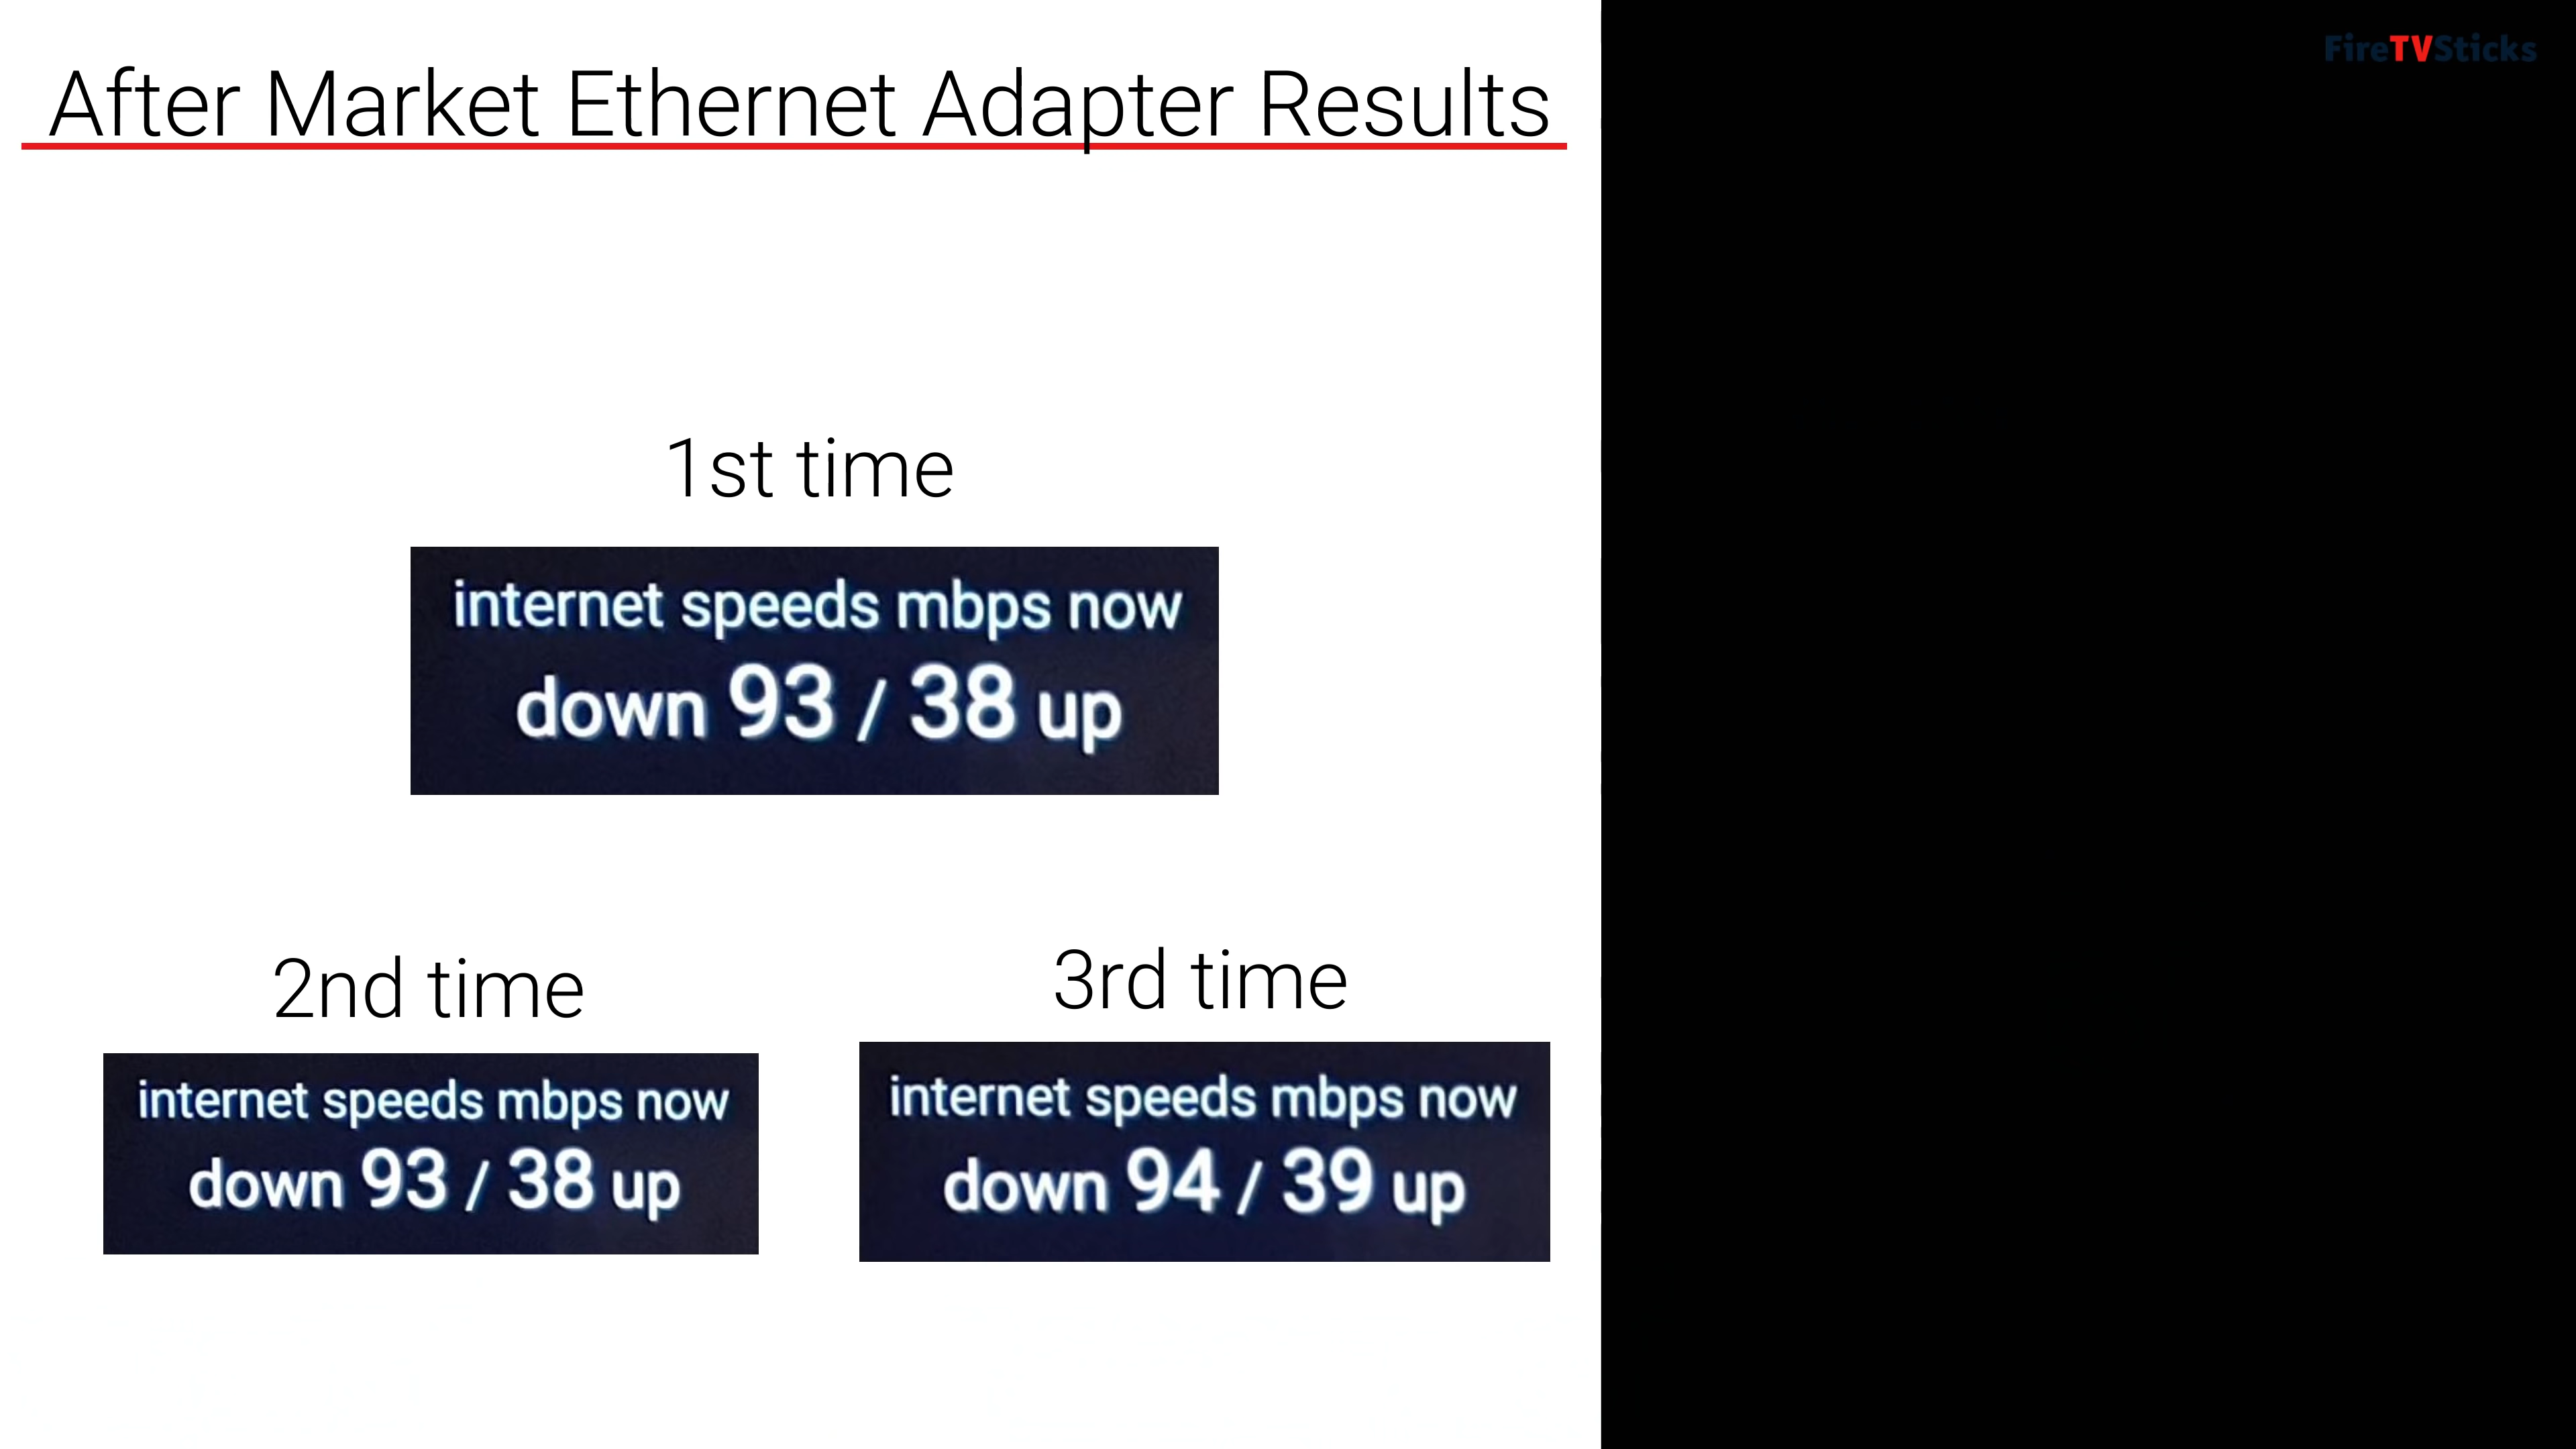 After Market Ethernet Adapter Results
FireTVSticks
1st time
internet speeds mbps now
down 93 / 38 up
2nd time
internet speeds mbps now
down 93 / 38 up
3rd time
internet speeds mbps now
down 94 / 39 up